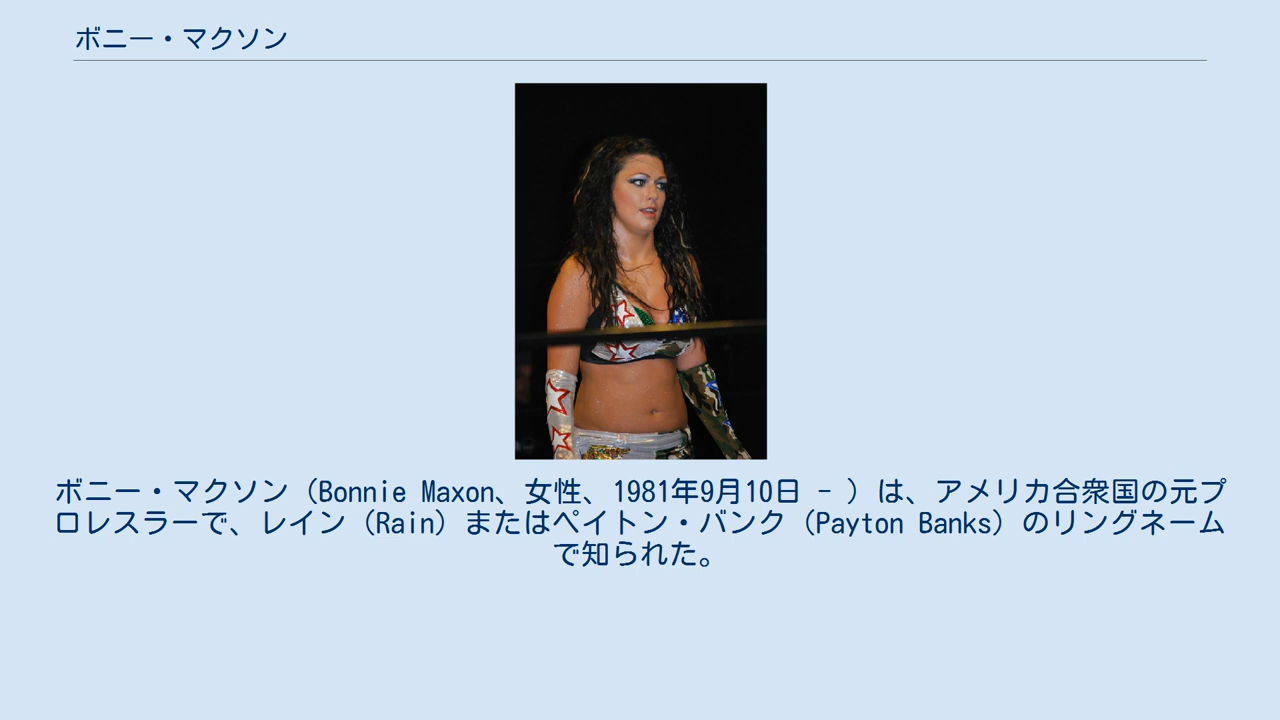 ボニー・マクソン
ボニー・マクソン（Bonnie Maxon、女性、1981年9月10日 - ）は、アメリカ合衆国の元プ
ロレスラーで、レイン（Rain）またはペイトン・バンク（Payton Banks）のリングネーム
で知られた。